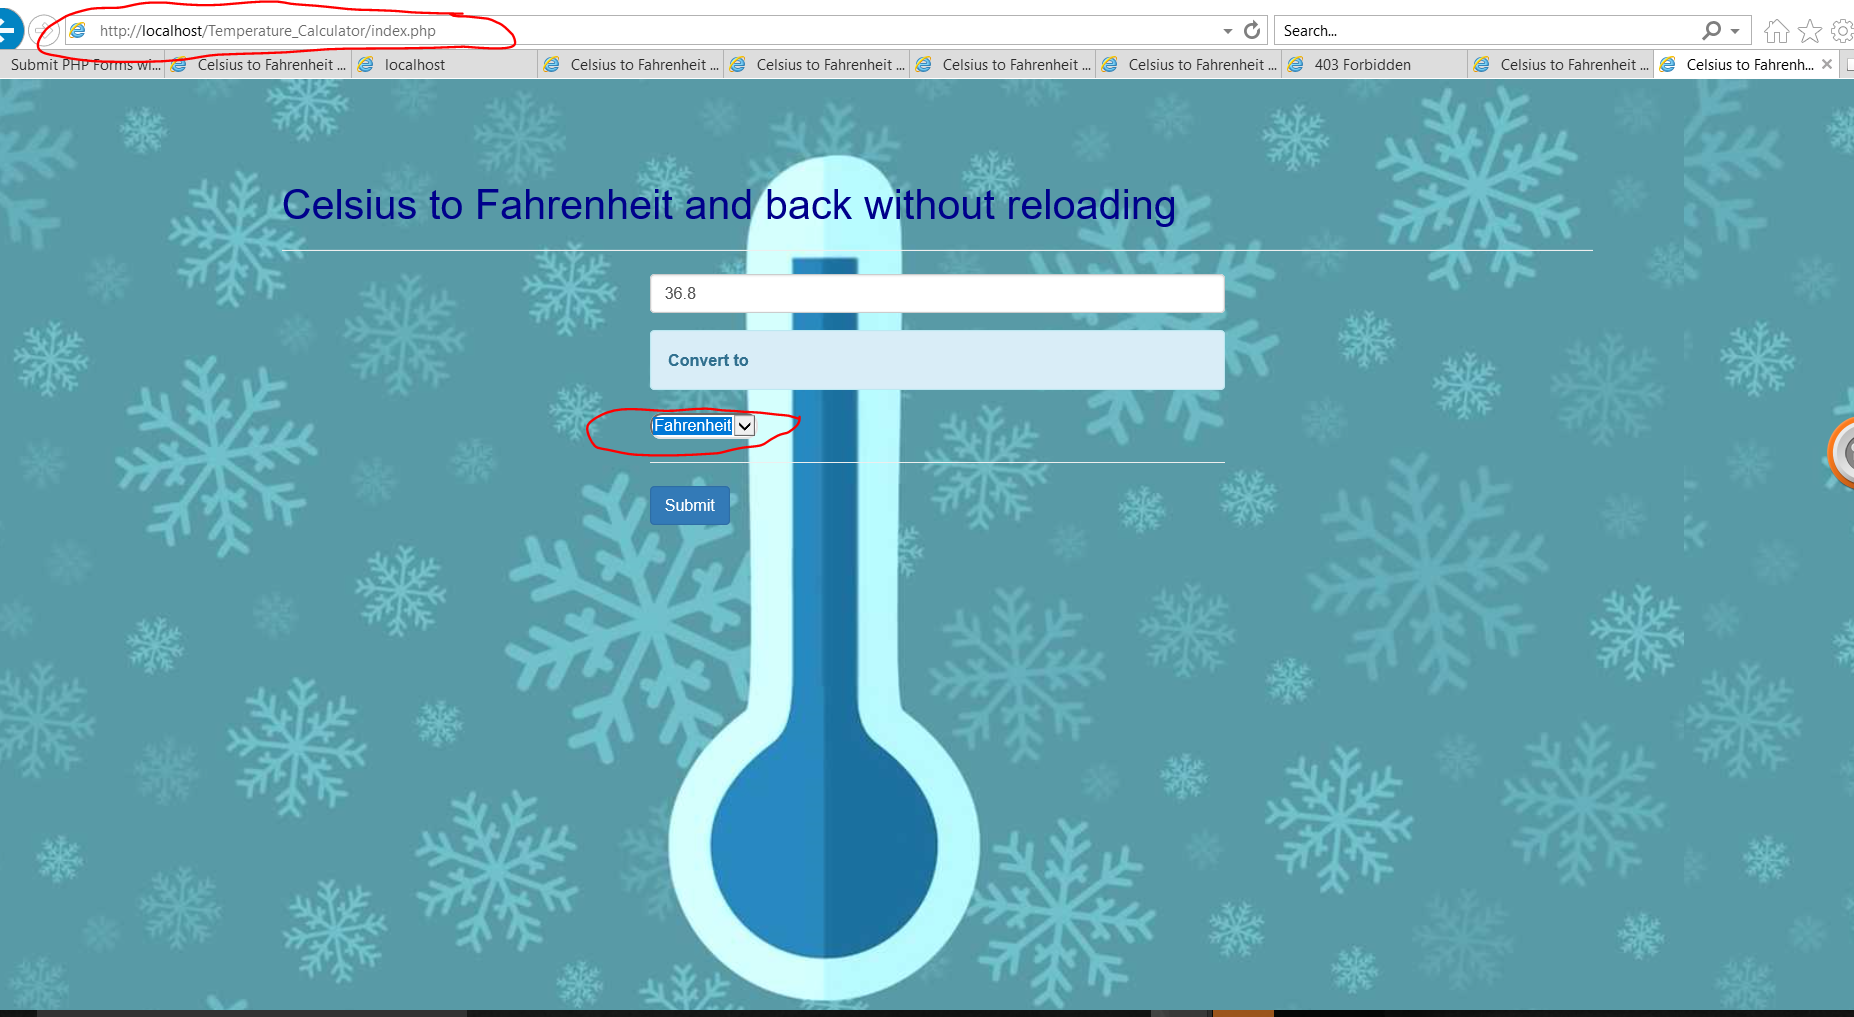 http://localhost/Temperature_Calculator/index.php
Search...
Submit PHP Forms wi... Celsius to Fahrenheit ... localhost Celsius to Fahrenheit ... Celsius to Fahrenheit ... Celsius to Fahrenheit ... Celsius to Fahrenheit ... 403 Forbidden Celsius to Fahrenheit ... Celsius to Fahrenh...
Celsius to Fahrenheit and back without reloading
36.8
Convert to
Fahrenheit
Submit